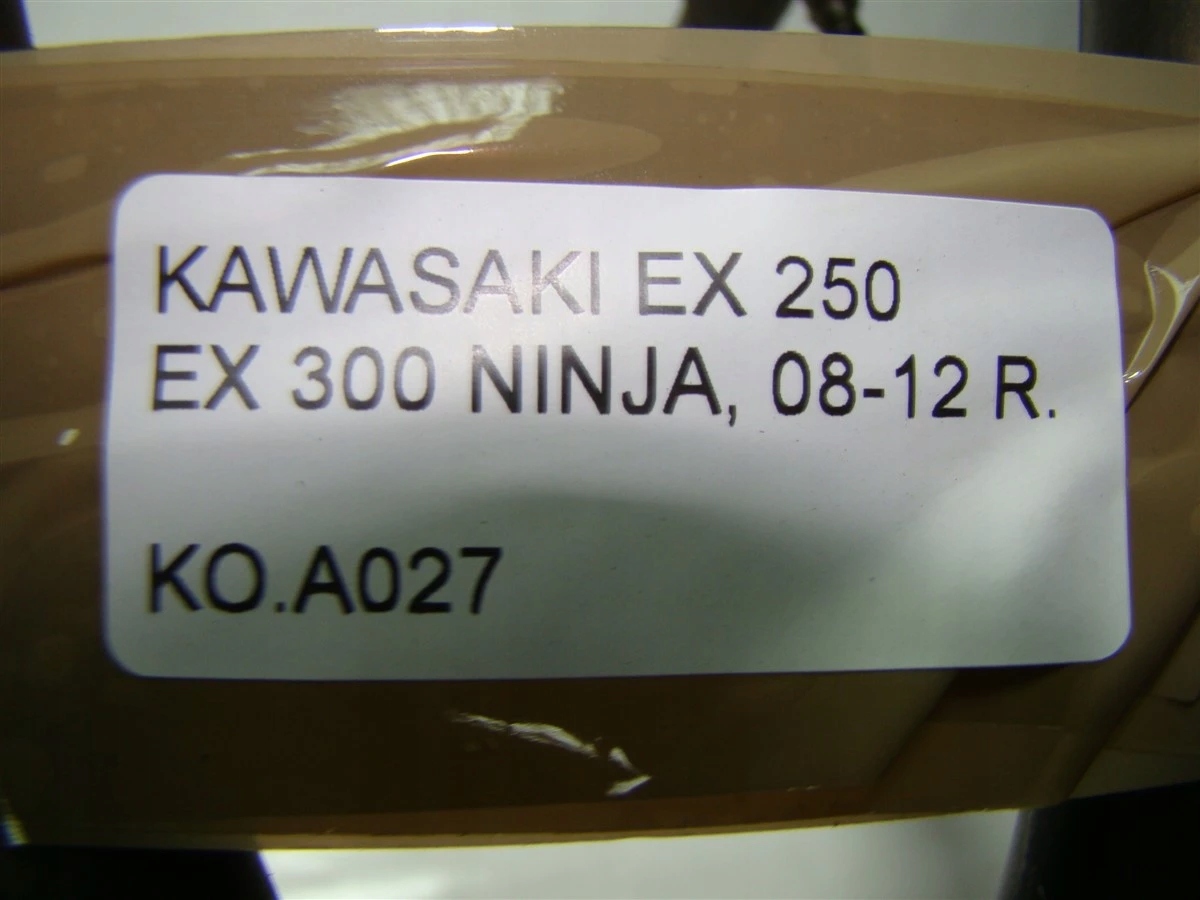 KAWASAKI EX 250
EX 300 NINJA, 08-12 R.
KO.A027